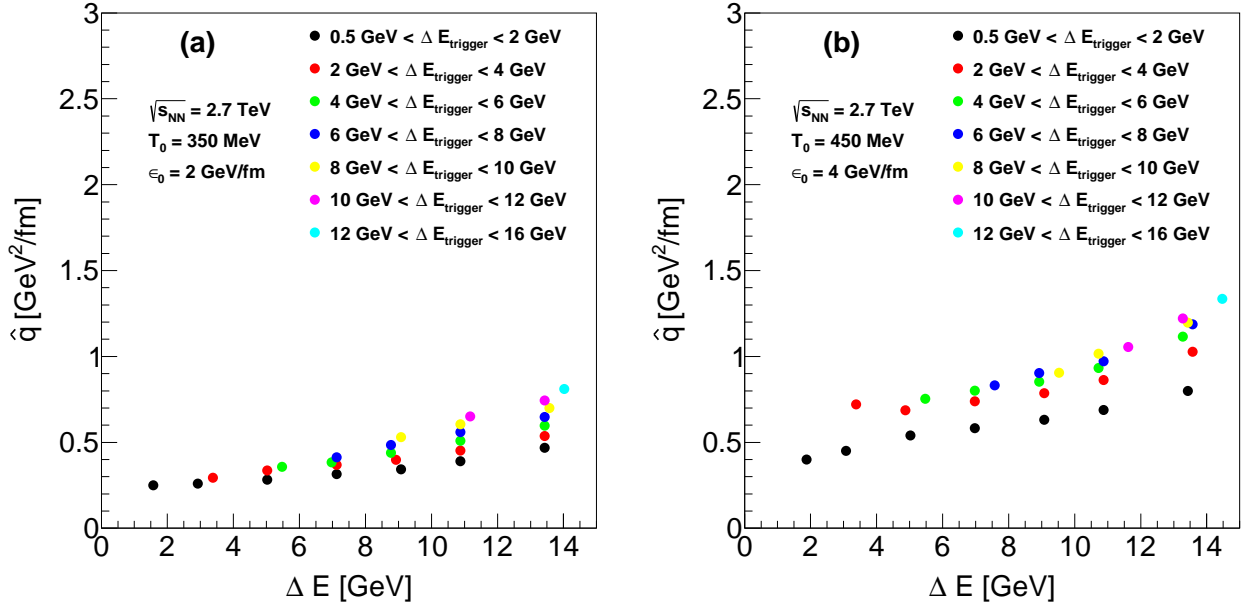 (a)
0.5 GeV < Δ E_trigger < 2 GeV
2 GeV < Δ E_trigger < 4 GeV
4 GeV < Δ E_trigger < 6 GeV
6 GeV < Δ E_trigger < 8 GeV
8 GeV < Δ E_trigger < 10 GeV
10 GeV < Δ E_trigger < 12 GeV
12 GeV < Δ E_trigger < 16 GeV
√s_NN = 2.7 TeV
T_0 = 350 MeV
ε_0 = 2 GeV/fm
q̂ [GeV²/fm]
3
2.5
2
1.5
1
0.5
0
0 2 4 6 8 10 12 14
Δ E [GeV]
(b)
0.5 GeV < Δ E_trigger < 2 GeV
2 GeV < Δ E_trigger < 4 GeV
4 GeV < Δ E_trigger < 6 GeV
6 GeV < Δ E_trigger < 8 GeV
8 GeV < Δ E_trigger < 10 GeV
10 GeV < Δ E_trigger < 12 GeV
12 GeV < Δ E_trigger < 16 GeV
√s_NN = 2.7 TeV
T_0 = 450 MeV
ε_0 = 4 GeV/fm
q̂ [GeV²/fm]
3
2.5
2
1.5
1
0.5
0
0 2 4 6 8 10 12 14
Δ E [GeV]